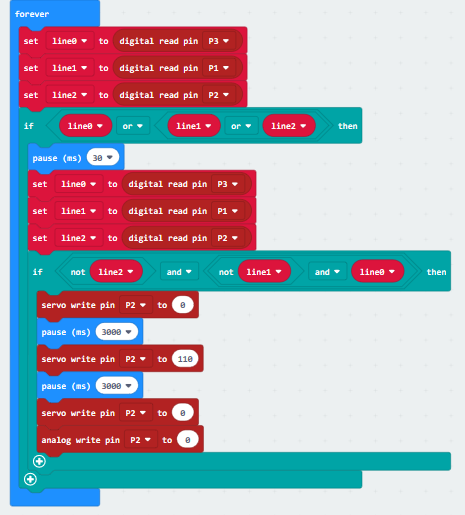 forever
set line0 to digital read pin P3
set line1 to digital read pin P1
set line2 to digital read pin P2
if line0 or line1 or line2 then
pause (ms) 30
set line0 to digital read pin P3
set line1 to digital read pin P1
set line2 to digital read pin P2
if not line2 and not line1 and line0 then
servo write pin P2 to 0
pause (ms) 3000
servo write pin P2 to 110
pause (ms) 3000
servo write pin P2 to 0
analog write pin P2 to 0